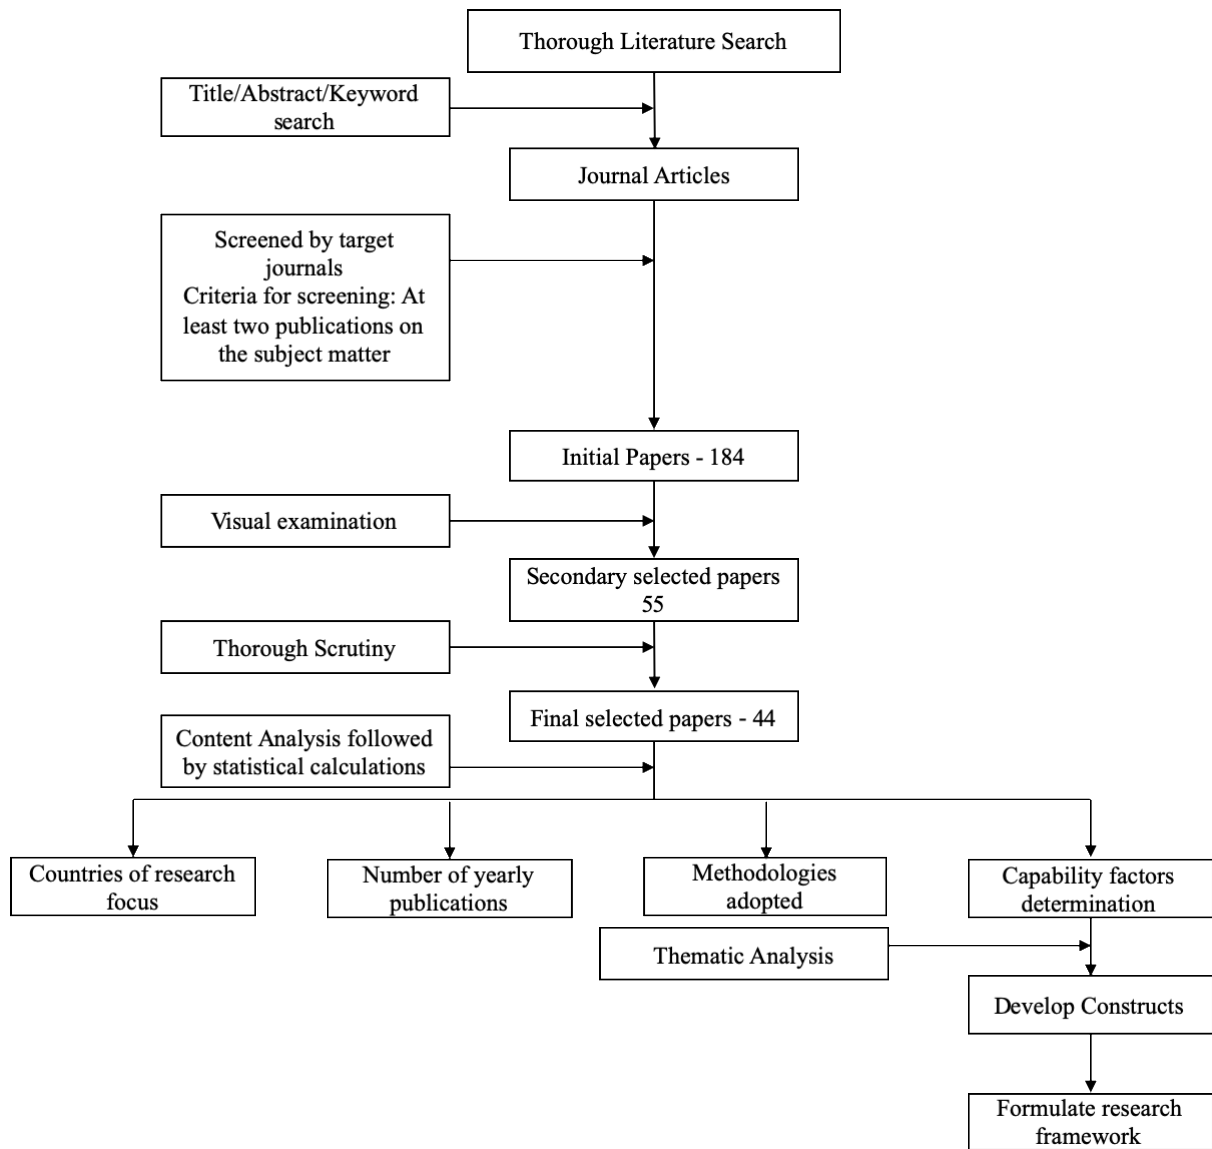 Thorough Literature Search
Title/Abstract/Keyword
search
Journal Articles
Screened by target
journals
Criteria for screening: At
least two publications on
the subject matter
Initial Papers - 184
Visual examination
Secondary selected papers
55
Thorough Scrutiny
Final selected papers - 44
Content Analysis followed
by statistical calculations
Countries of research
focus
Number of yearly
publications
Methodologies
adopted
Capability factors
determination
Thematic Analysis
Develop Constructs
Formulate research
framework